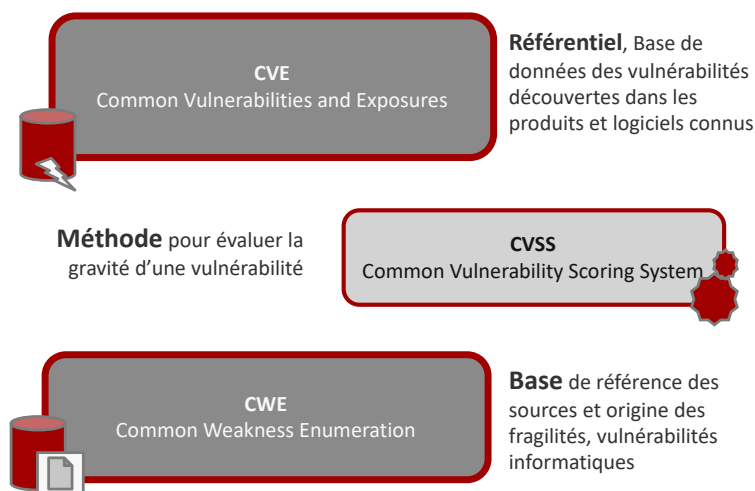 CVE
Common Vulnerabilities and Exposures
Référentiel, Base de
données des vulnérabilités
découvertes dans les
produits et logiciels connus
Méthode pour évaluer la
gravité d’une vulnérabilité
CVSS
Common Vulnerability Scoring System
CWE
Common Weakness Enumeration
Base de référence des
sources et origine des
fragilités, vulnérabilités
informatiques